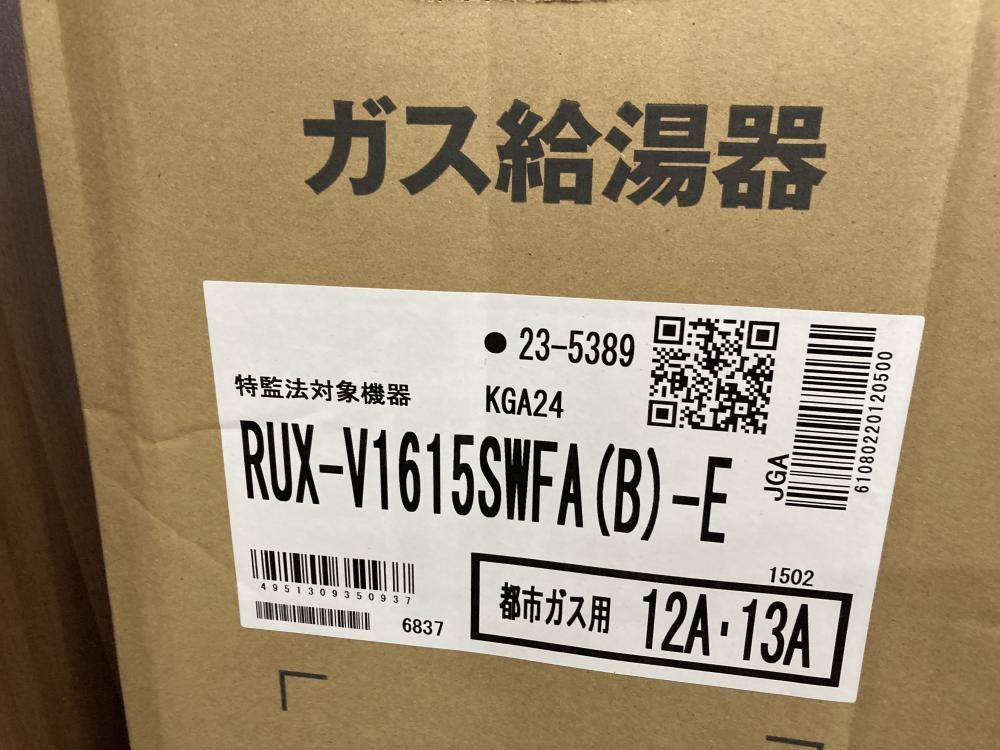 ガス給湯器
● 23-5389
特監法対象機器
KGA24
RUX-V1615SWFA(B)-E
JGA
610802201205​00
4951309350937
6837
1502
都市ガス用 12A・13A